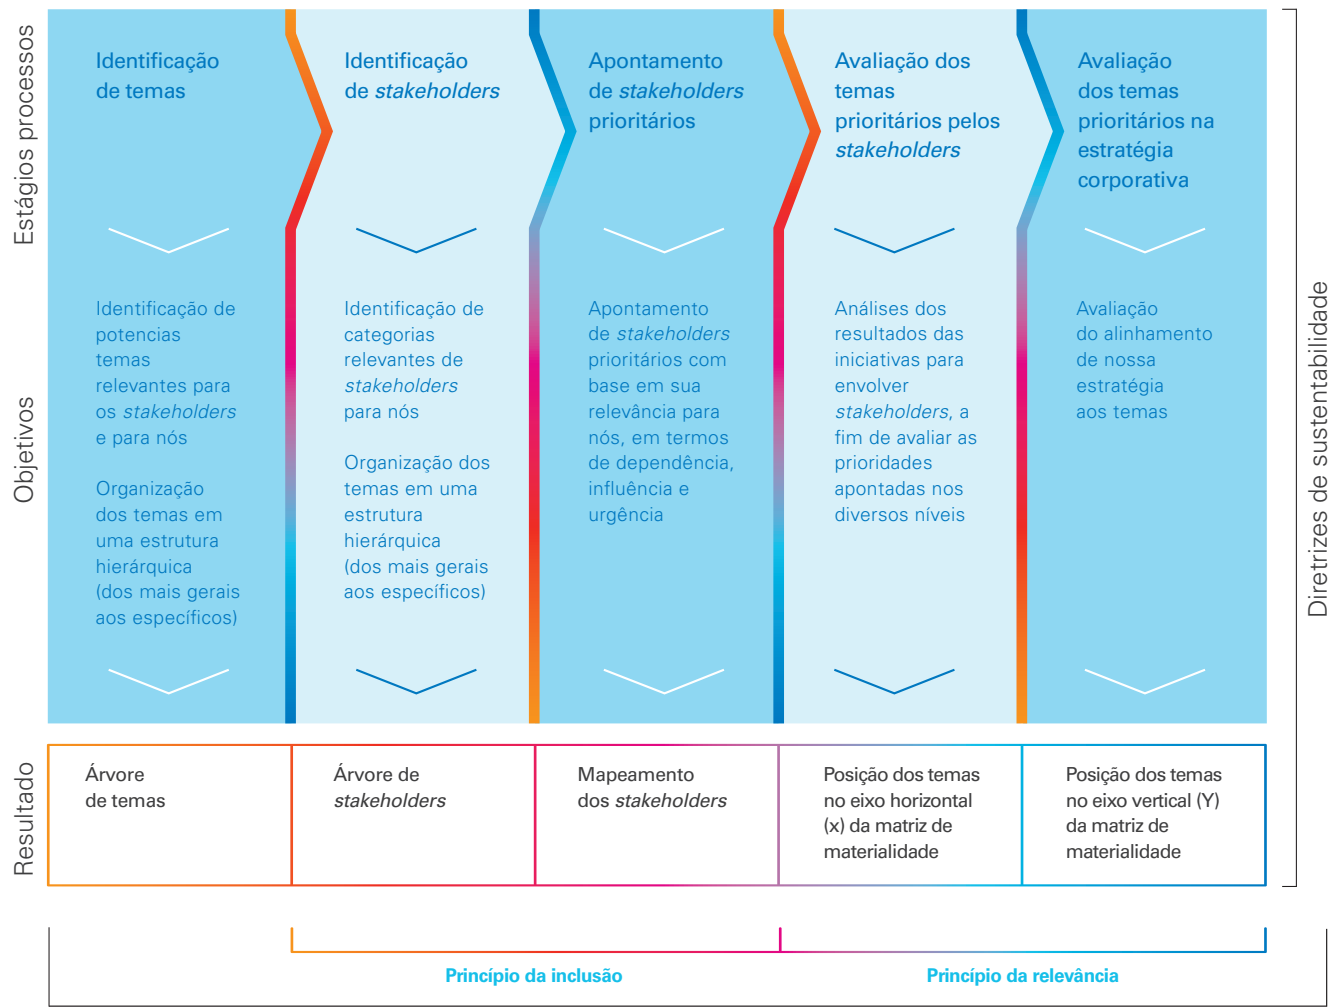 Estágios processos
Identificação
de temas
Identificação
de stakeholders
Apontamento
de stakeholders
prioritários
Avaliação dos
temas
prioritários pelos
stakeholders
Avaliação
dos temas
prioritários na
estratégia
corporativa
Objetivos
Identificação de
potencias
temas
relevantes para
os stakeholders
e para nós
Organização
dos temas em
uma estrutura
hierárquica
(dos mais gerais
aos específicos)
Identificação de
categorias
relevantes de
stakeholders
para nós
Organização dos
temas em uma
estrutura
hierárquica
(dos mais gerais
aos específicos)
Apontamento
de stakeholders
prioritários com
base em sua
relevância para
nós, em termos
de dependência,
influência e
urgência
Análises dos
resultados das
iniciativas para
envolver
stakeholders, a
fim de avaliar as
prioridades
apontadas nos
diversos níveis
Avaliação
do alinhamento
de nossa
estratégia
aos temas
Resultado
Árvore
de temas
Árvore de
stakeholders
Mapeamento
dos stakeholders
Posição dos temas
no eixo horizontal
(x) da matriz de
materialidade
Posição dos temas
no eixo vertical (Y)
da matriz de
materialidade
Diretrizes de sustentabilidade
Princípio da inclusão
Princípio da relevância